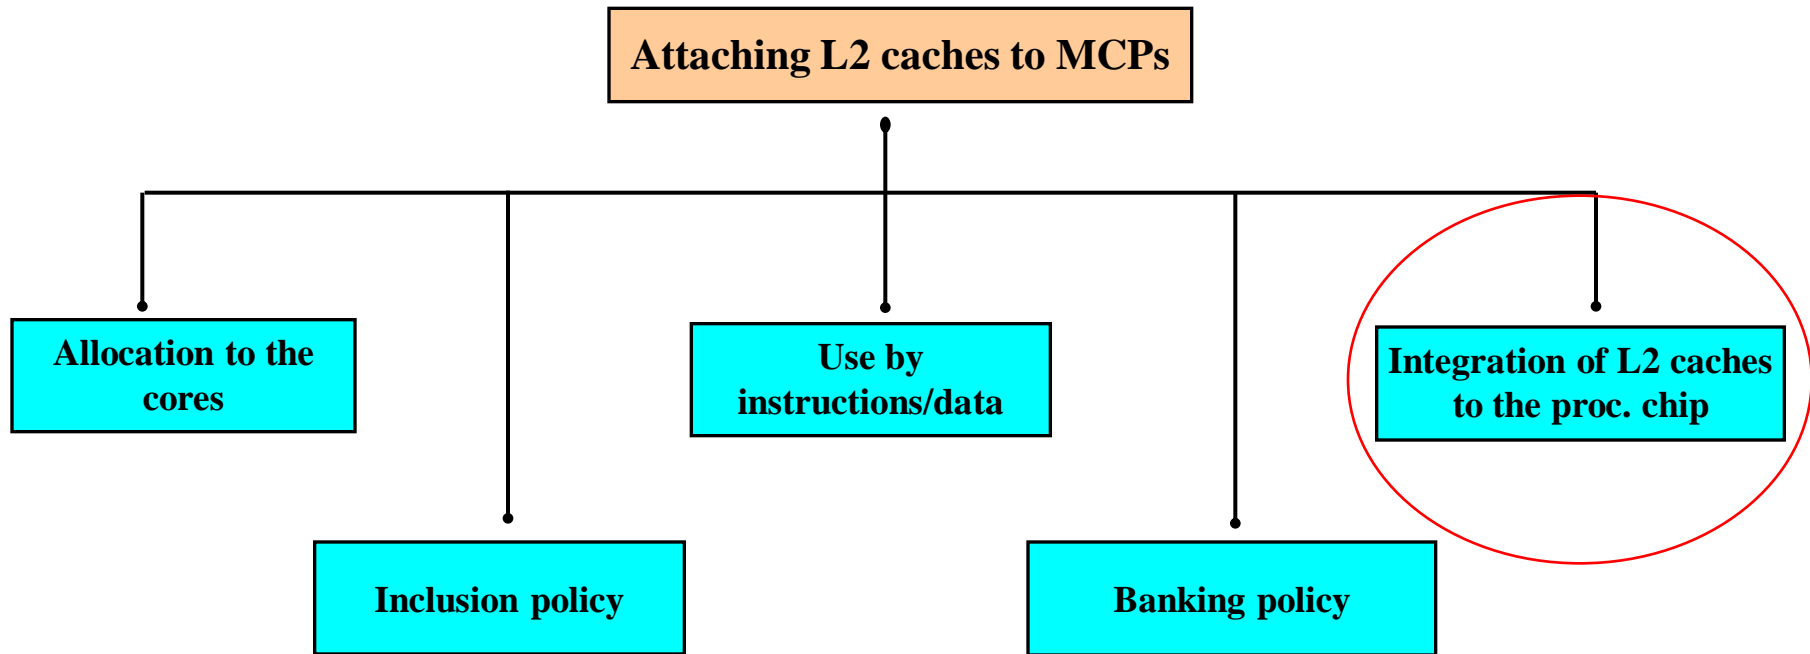 Attaching L2 caches to MCPs
Allocation to the
cores
Use by
instructions/data
Integration of L2 caches
to the proc. chip
Inclusion policy
Banking policy